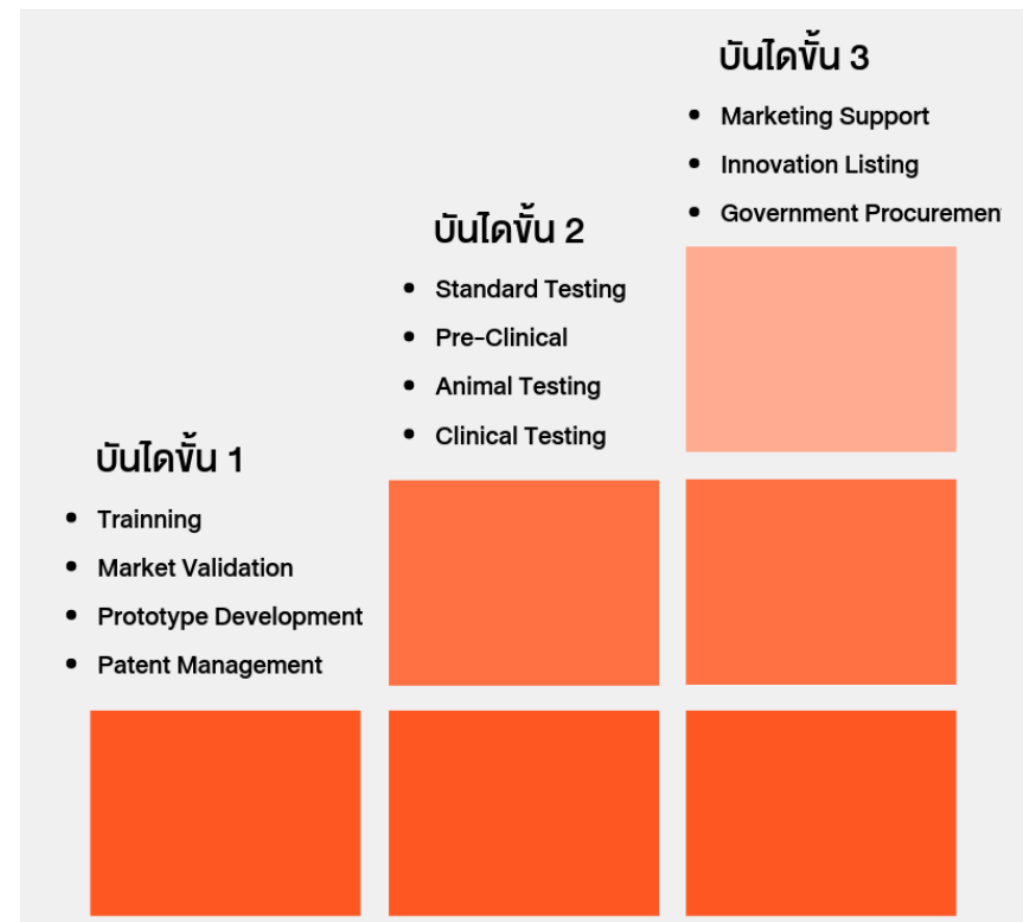 บันไดขั้น 3
• Marketing Support
• Innovation Listing
• Government Procuremen
บันไดขั้น 2
• Standard Testing
• Pre-Clinical
• Animal Testing
• Clinical Testing
บันไดขั้น 1
• Trainning
• Market Validation
• Prototype Development
• Patent Management